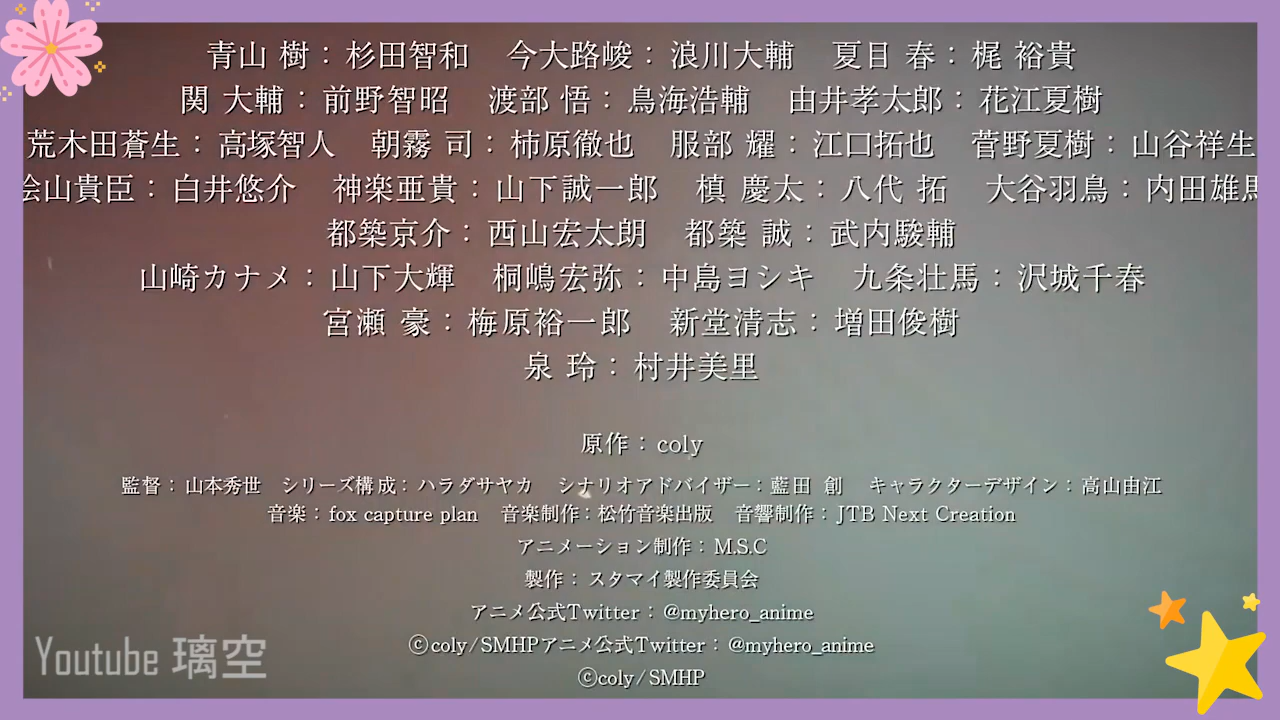 青山 樹： 杉田智和　今大路峻： 浪川大輔　夏目 春： 梶 裕貴
関 大輔： 前野智昭　渡部 悟： 鳥海浩輔　由井孝太郎： 花江夏樹
荒木田蒼生： 高塚智人　朝霧 司： 柿原徹也　服部 耀： 江口拓也　菅野夏樹： 山谷祥生
桧山貴臣： 白井悠介　神楽亜貴： 山下誠一郎　槙 慶太： 八代 拓　大谷羽鳥： 内田雄馬
都築京介： 西山宏太朗　都築 誠： 武内駿輔
山崎カナメ： 山下大輝　桐嶋宏弥： 中島ヨシキ　九条壮馬： 沢城千春
宮瀬 豪： 梅原裕一郎　新堂清志： 増田俊樹
泉 玲： 村井美里
原作： coly
監督： 山本秀世　シリーズ構成： ハラダサヤカ　シナリオアドバイザー： 藍田 創　キャラクターデザイン： 高山由江
音楽： fox capture plan　音楽制作： 松竹音楽出版　音響制作： JTB Next Creation
アニメーション制作： M.S.C
製作： スタマイ製作委員会
アニメ公式Twitter： @myhero_anime
©coly/SMHPアニメ公式Twitter： @myhero_anime
©coly/SMHP
Youtube 璃空